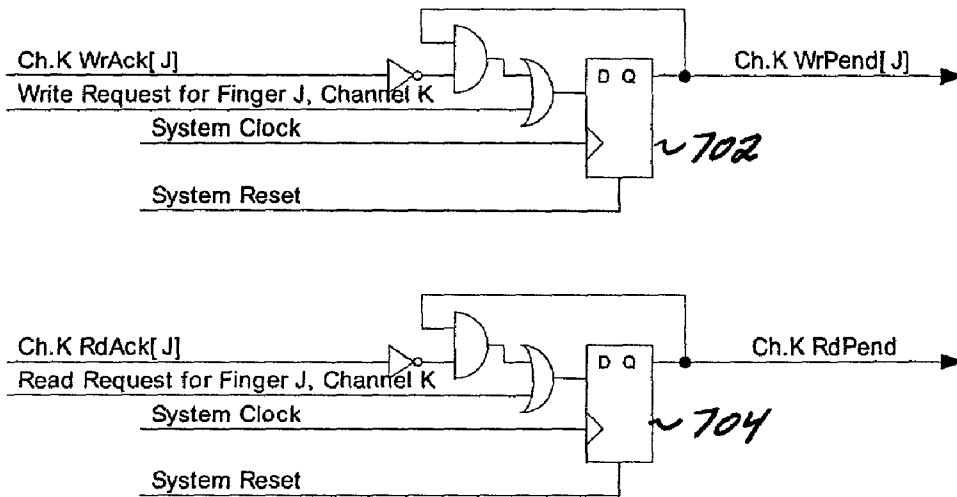 Ch.K WrAck[ J]
Ch.K WrPend[ J]
D Q
Write Request for Finger J, Channel K
System Clock
702
System Reset
Ch.K RdAck[ J]
Ch.K RdPend
D Q
Read Request for Finger J, Channel K
System Clock
704
System Reset